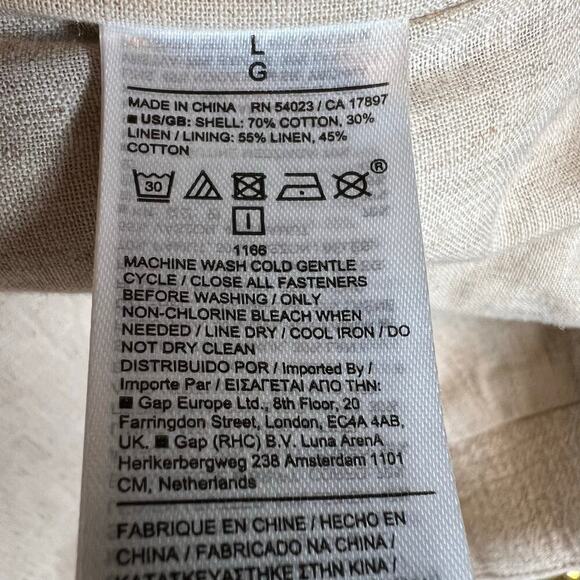 L
G
MADE IN CHINA RN 54023 / CA 17897
■ US/GB: SHELL: 70% COTTON, 30%
LINEN / LINING: 55% LINEN, 45%
COTTON
30
®
1166
MACHINE WASH COLD GENTLE
CYCLE / CLOSE ALL FASTENERS
BEFORE WASHING / ONLY
NON-CHLORINE BLEACH WHEN
NEEDED / LINE DRY / COOL IRON / DO
NOT DRY CLEAN
DISTRIBUIDO POR / Imported By /
Importe Par / ΕΙΣΑΓΕΤΑΙ ΑΠΟ ΤΗΝ:
■ Gap Europe Ltd., 8th Floor, 20
Farringdon Street, London, EC4A 4AB,
UK. ■ Gap (RHC) B.V. Luna ArenA
Herikerbergweg 238 Amsterdam 1101
CM, Netherlands
FABRIQUE EN CHINE / HECHO EN
CHINA / FABRICADO NA CHINA /
ΚΑΤΑΣΚΕΥΑΣΤΗΚΕ ΣΤΗΝ ΚΙΝΑ /